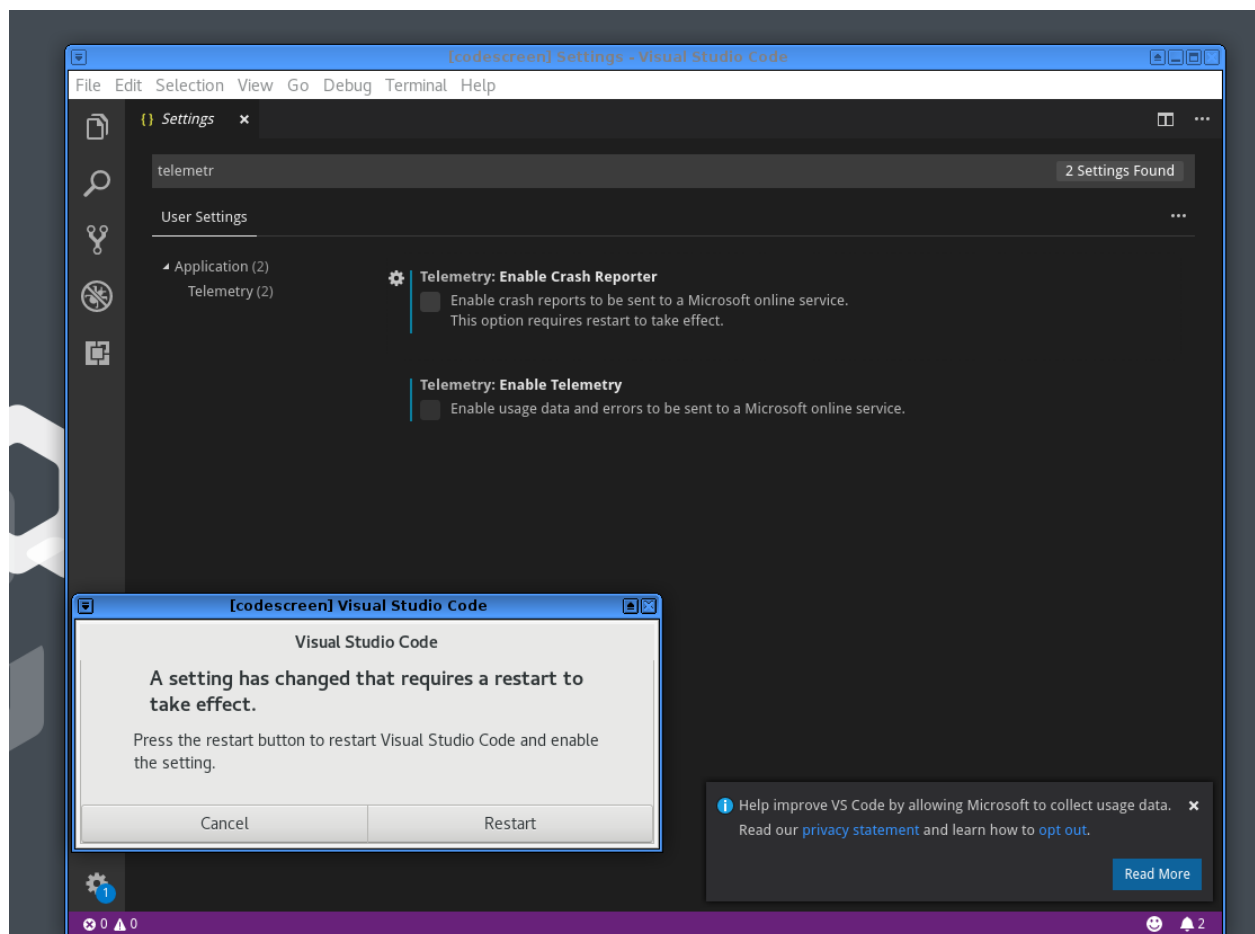 [codescreen] Settings - Visual Studio Code
File Edit Selection View Go Debug Terminal Help
{} Settings ×
telemetr 2 Settings Found
User Settings
Application (2)
Telemetry (2)
Telemetry: Enable Crash Reporter
Enable crash reports to be sent to a Microsoft online service.
This option requires restart to take effect.
Telemetry: Enable Telemetry
Enable usage data and errors to be sent to a Microsoft online service.
[codescreen] Visual Studio Code
Visual Studio Code
A setting has changed that requires a restart to
take effect.
Press the restart button to restart Visual Studio Code and enable
the setting.
Cancel Restart
Help improve VS Code by allowing Microsoft to collect usage data.
Read our privacy statement and learn how to opt out.
Read More
1
0 0 2